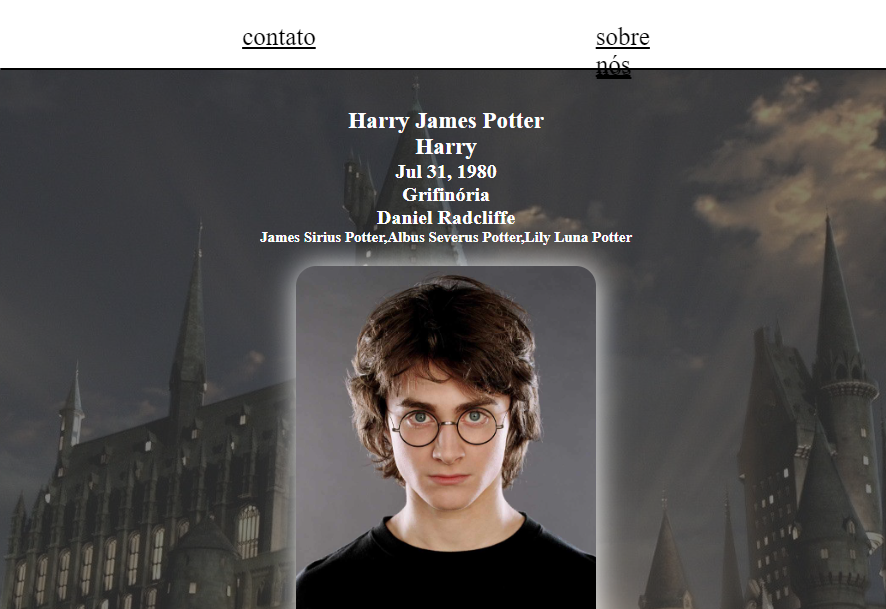 contato
sobre
nós
Harry James Potter
Harry
Jul 31, 1980
Grifinória
Daniel Radcliffe
James Sirius Potter,Albus Severus Potter,Lily Luna Potter